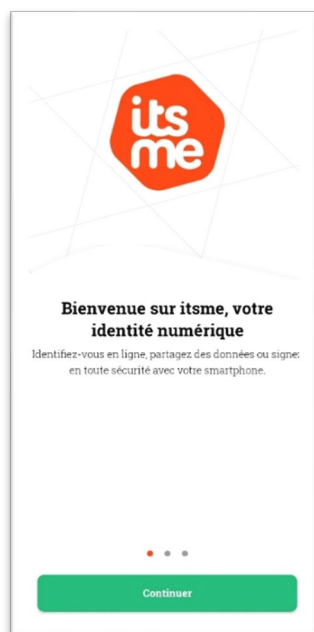 its
me
Bienvenue sur itsme, votre
identité numérique
Identifiez-vous en ligne, partagez des données ou signez
en toute sécurité avec votre smartphone.
Continuer